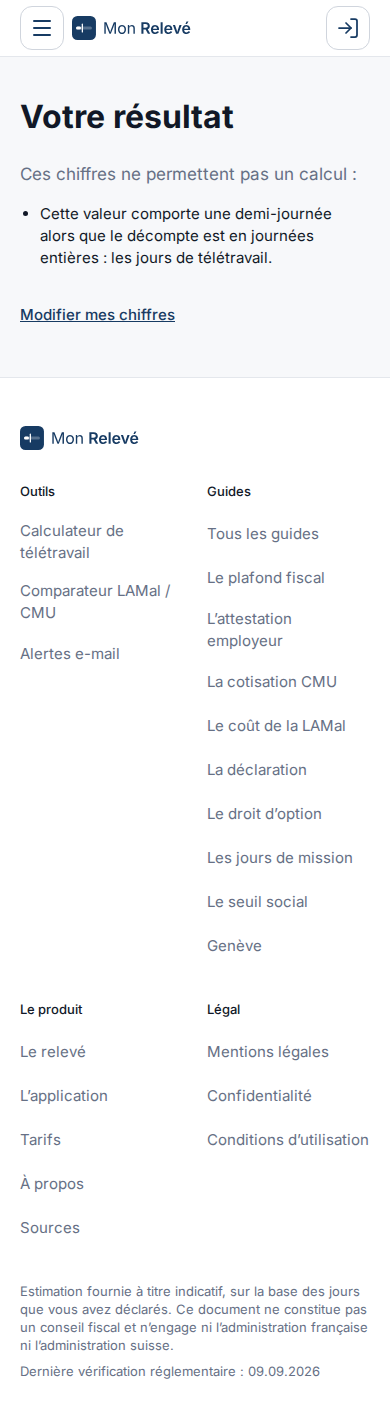 Mon Relevé
Votre résultat
Ces chiffres ne permettent pas un calcul :
• Cette valeur comporte une demi-journée
alors que le décompte est en journées
entières : les jours de télétravail.
Modifier mes chiffres
Mon Relevé
Outils
Calculateur de
télétravail
Comparateur LAMal /
CMU
Alertes e-mail
Guides
Tous les guides
Le plafond fiscal
L’attestation
employeur
La cotisation CMU
Le coût de la LAMal
La déclaration
Le droit d’option
Les jours de mission
Le seuil social
Genève
Le produit
Le relevé
L’application
Tarifs
À propos
Sources
Légal
Mentions légales
Confidentialité
Conditions d’utilisation
Estimation fournie à titre indicatif, sur la base des jours
que vous avez déclarés. Ce document ne constitue pas
un conseil fiscal et n’engage ni l’administration française
ni l’administration suisse.
Dernière vérification réglementaire : 09.09.2026